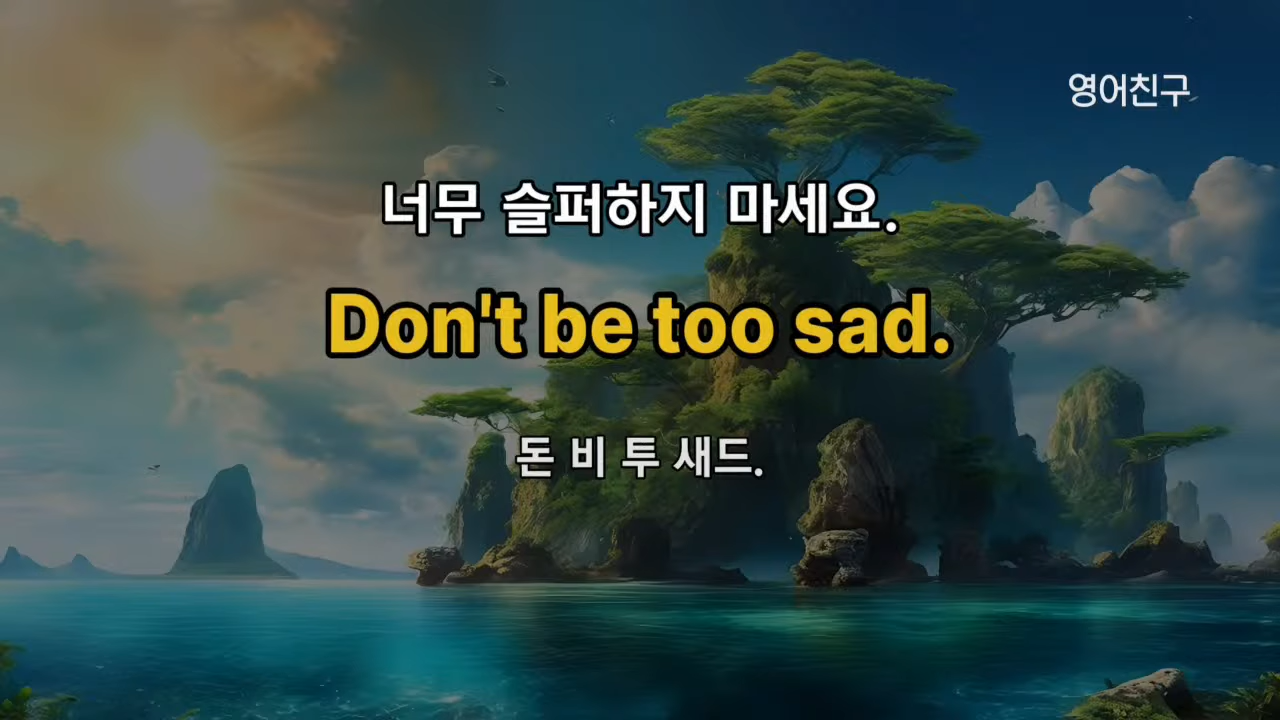 영어친구
너무 슬퍼하지 마세요.
Don't be too sad.
돈 비 투 새드.